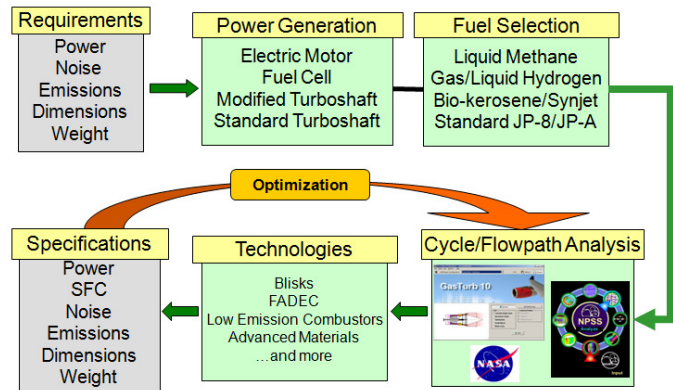 Requirements
Power
Noise
Emissions
Dimensions
Weight
Power Generation
Electric Motor
Fuel Cell
Modified Turboshaft
Standard Turboshaft
Fuel Selection
Liquid Methane
Gas/Liquid Hydrogen
Bio-kerosene/Synjet
Standard JP-8/JP-A
Optimization
Specifications
Power
SFC
Noise
Emissions
Dimensions
Weight
Technologies
Blisks
FADEC
Low Emission Combustors
Advanced Materials
…and more
Cycle/Flowpath Analysis
GasTurb 10
NASA
NPSS